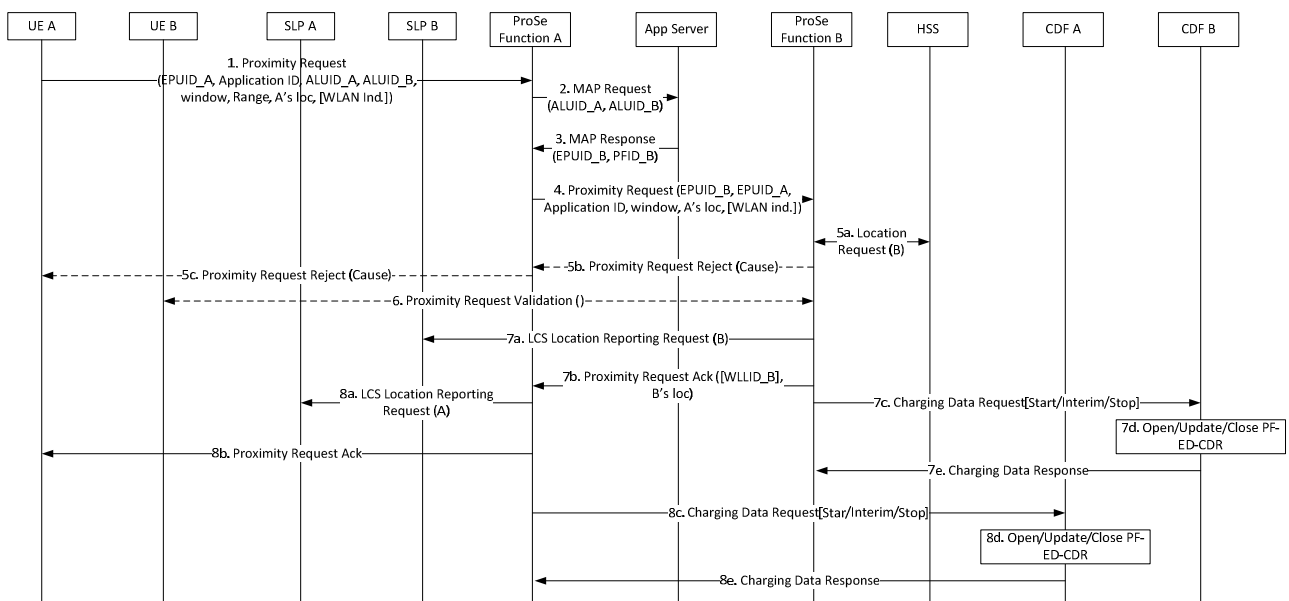 UE A
UE B
SLP A
SLP B
ProSe
Function A
App Server
ProSe
Function B
HSS
CDF A
CDF B
1. Proximity Request
(EPUID_A, Application ID, ALUID_A, ALUID_B,
window, Range, A's loc, [WLAN Ind.])
2. MAP Request
(ALUID_A, ALUID_B)
3. MAP Response
(EPUID_B, PFID_B)
4. Proximity Request (EPUID_B, EPUID_A,
Application ID, window, A's loc, [WLAN ind.])
5a. Location
Request (B)
5b. Proximity Request Reject (Cause)
5c. Proximity Request Reject (Cause)
6. Proximity Request Validation ()
7a. LCS Location Reporting Request (B)
7b. Proximity Request Ack ([WLLID_B],
B's loc)
8a. LCS Location Reporting
Request (A)
7c. Charging Data Request[Start/Interim/Stop]
7d. Open/Update/Close PF-
ED-CDR
8b. Proximity Request Ack
7e. Charging Data Response
8c. Charging Data Request[Star/Interim/Stop]
8d. Open/Update/Close PF-
ED-CDR
8e. Charging Data Response